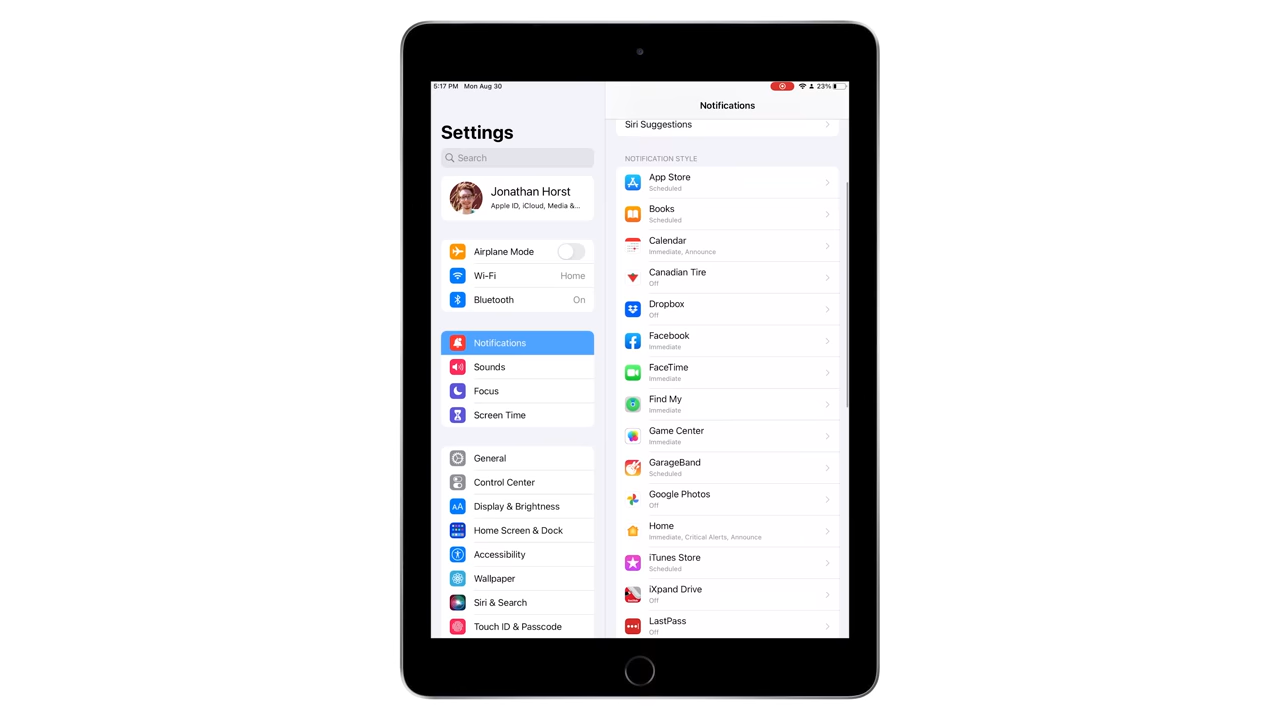 5:17 PM Mon Aug 30
23%
Settings
Search
Jonathan Horst
Apple ID, iCloud, Media &...
Airplane Mode
Wi-Fi Home
Bluetooth On
Notifications
Sounds
Focus
Screen Time
General
Control Center
AA Display & Brightness
Home Screen & Dock
Accessibility
Wallpaper
Siri & Search
Touch ID & Passcode
Notifications
Siri Suggestions
NOTIFICATION STYLE
App Store
Scheduled
Books
Scheduled
Calendar
Immediate, Announce
Canadian Tire
Off
Dropbox
Off
Facebook
Immediate
FaceTime
Immediate
Find My
Immediate
Game Center
Immediate
GarageBand
Scheduled
Google Photos
Off
Home
Immediate, Critical Alerts, Announce
iTunes Store
Scheduled
iXpand Drive
Off
LastPass
Off